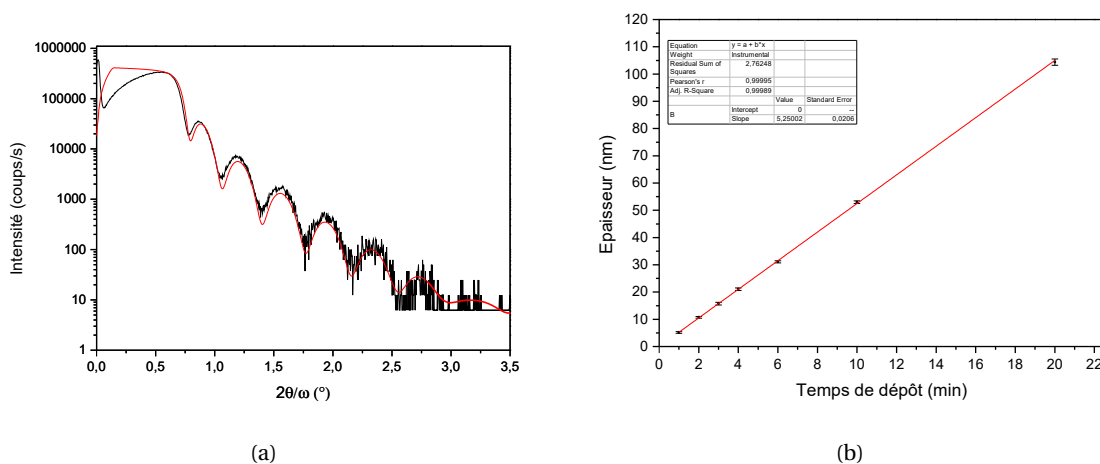 1000000
100000
10000
1000
100
10
1
Intensité (coups/s)
0,0 0,5 1,0 1,5 2,0 2,5 3,0 3,5
2θ/ω (°)
(a)
120
110
100
90
80
70
60
50
40
30
20
10
0
Epaisseur (nm)
Equation y = a + b*x
Weight Instrumental
Residual Sum of Squares 2,76248
Pearson's r 0,99995
Adj. R-Square 0,99989
Value Standard Error
B Intercept 0 --
Slope 5,25002 0,0206
0 2 4 6 8 10 12 14 16 18 20 22
Temps de dépôt (min)
(b)